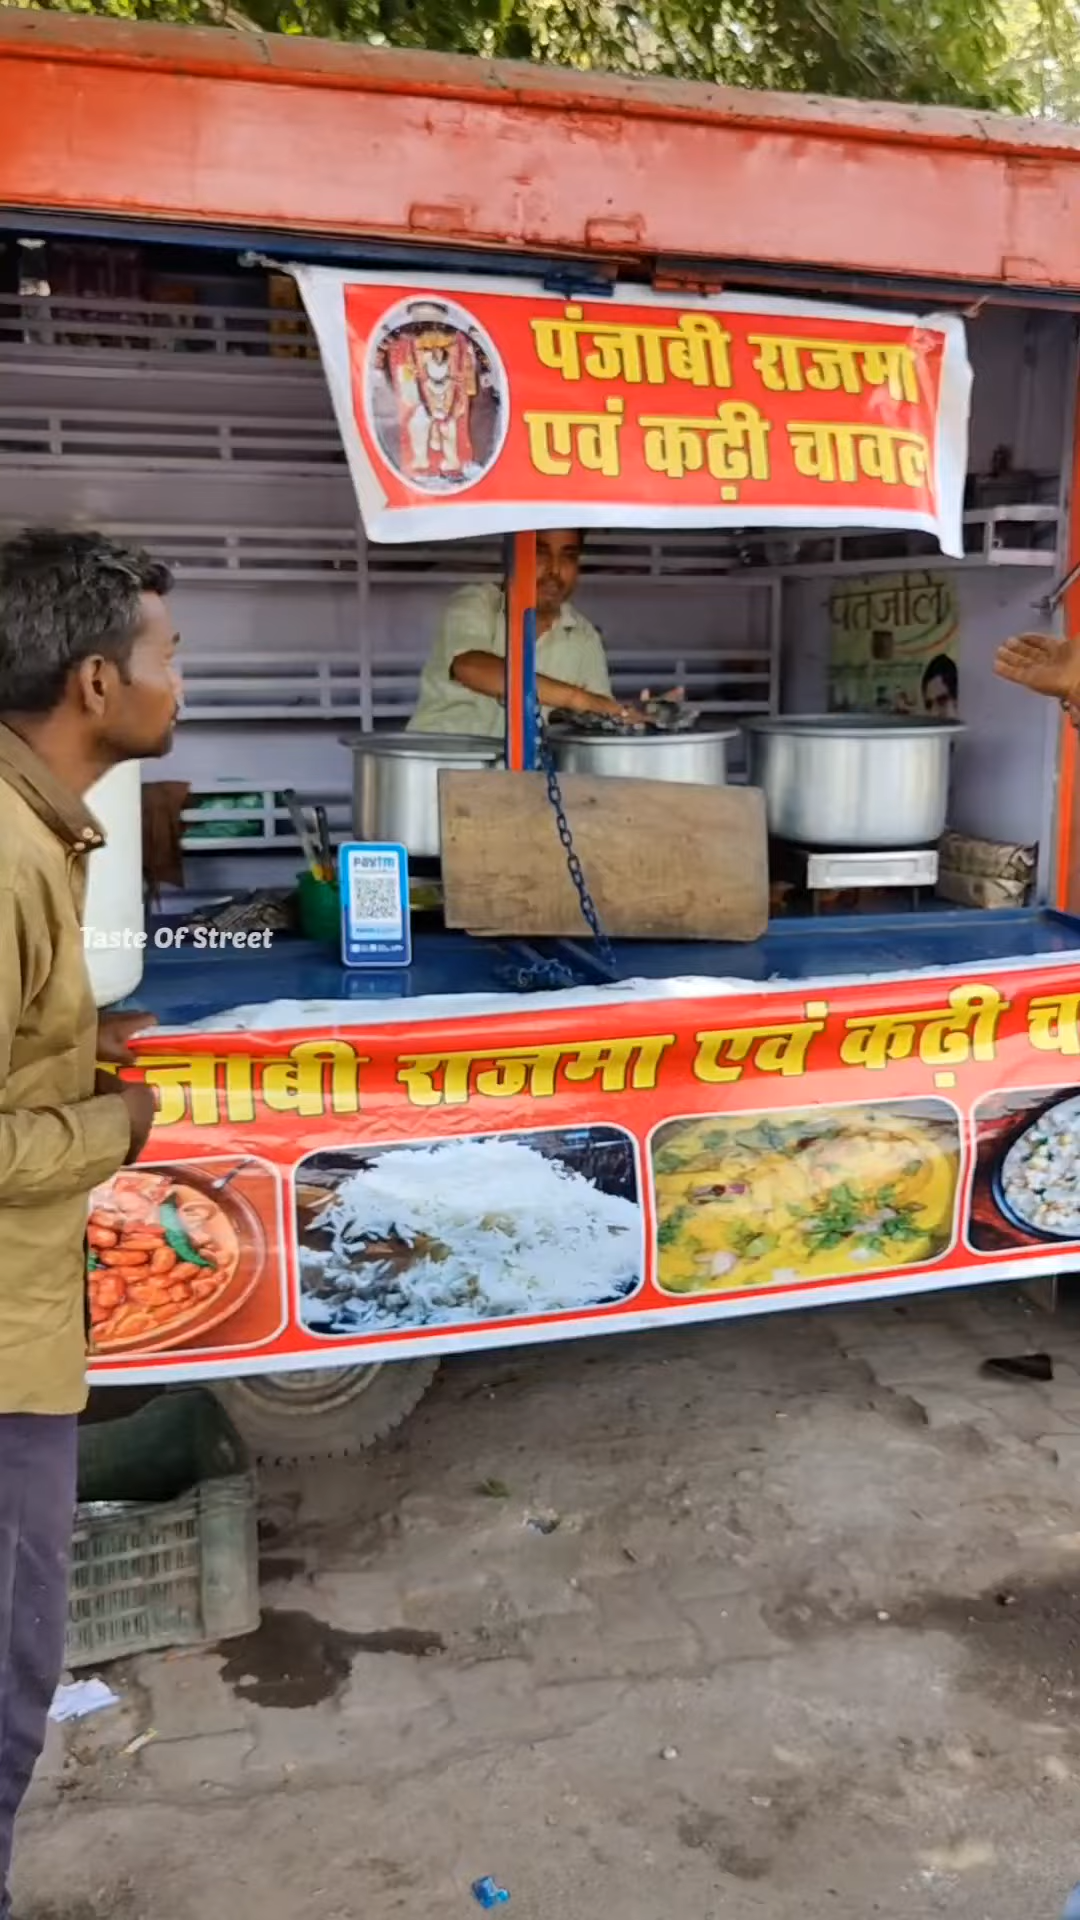 पंजाबी राजमा
एवं कढ़ी चावल
पतंजलि
paytm
Taste Of Street
जाबी राजमा एवं कढ़ी च